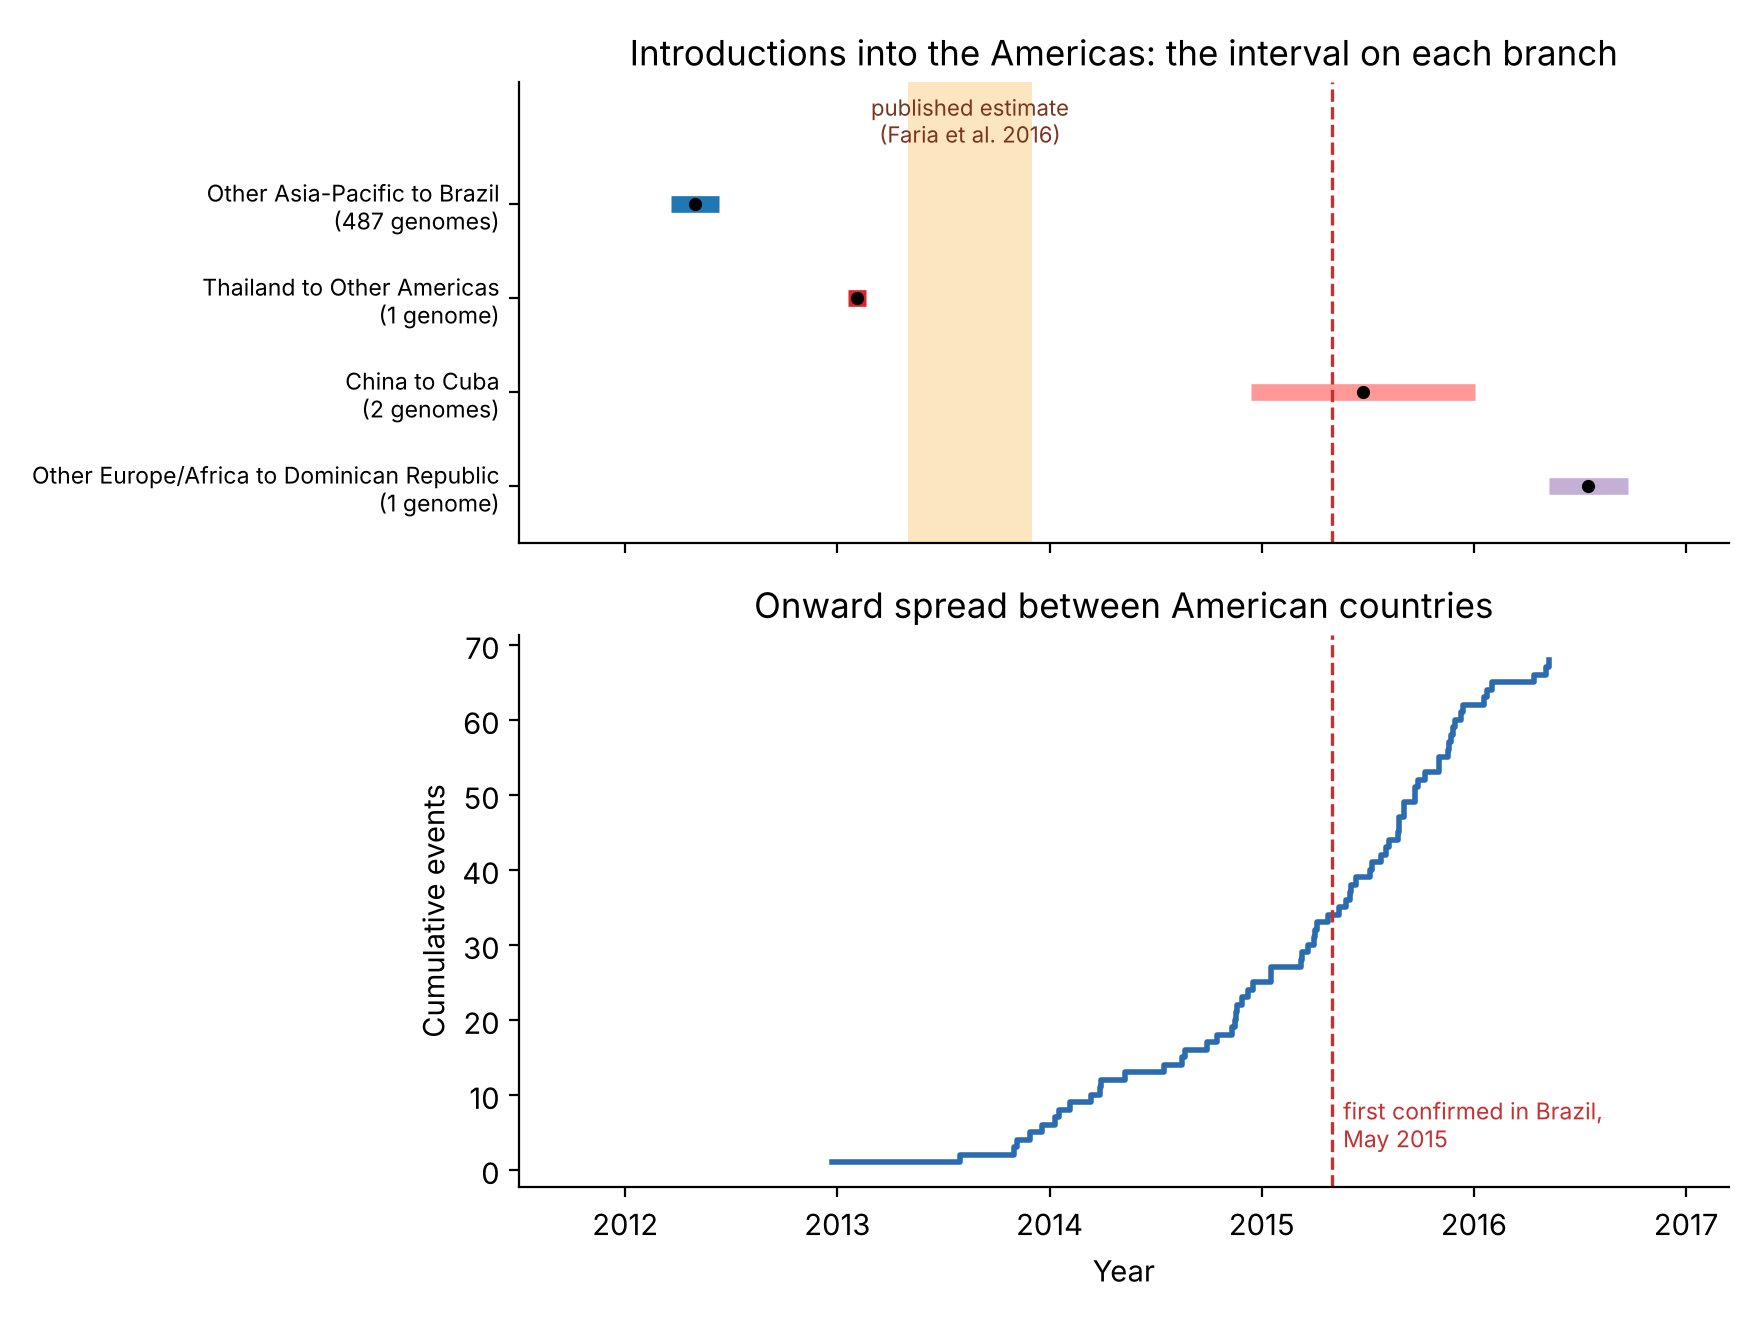 Introductions into the Americas: the interval on each branch
published estimate
(Faria et al. 2016)
Other Asia-Pacific to Brazil
(487 genomes)
Thailand to Other Americas
(1 genome)
China to Cuba
(2 genomes)
Other Europe/Africa to Dominican Republic
(1 genome)
Onward spread between American countries
70
60
50
40
30
20
10
0
Cumulative events
first confirmed in Brazil,
May 2015
2012 2013 2014 2015 2016 2017
Year